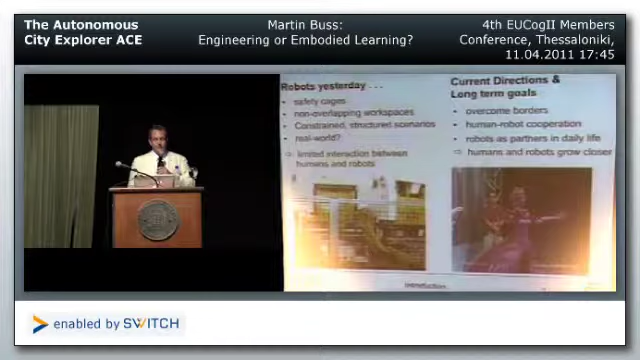 The Autonomous
City Explorer ACE
Martin Buss:
Engineering or Embodied Learning?
4th EUCogII Members
Conference, Thessaloniki,
11.04.2011 17:45
Robots yesterday . . .
• safety cages
• non-overlapping workspaces
• Constrained, structured scenarios
• real-world?
⇨ limited interaction between
humans and robots
Current Directions &
Long term goals
• overcome borders
• human-robot cooperation
• robots as partners in daily life
⇨ humans and robots grow closer
Introduction
enabled by SWITCH